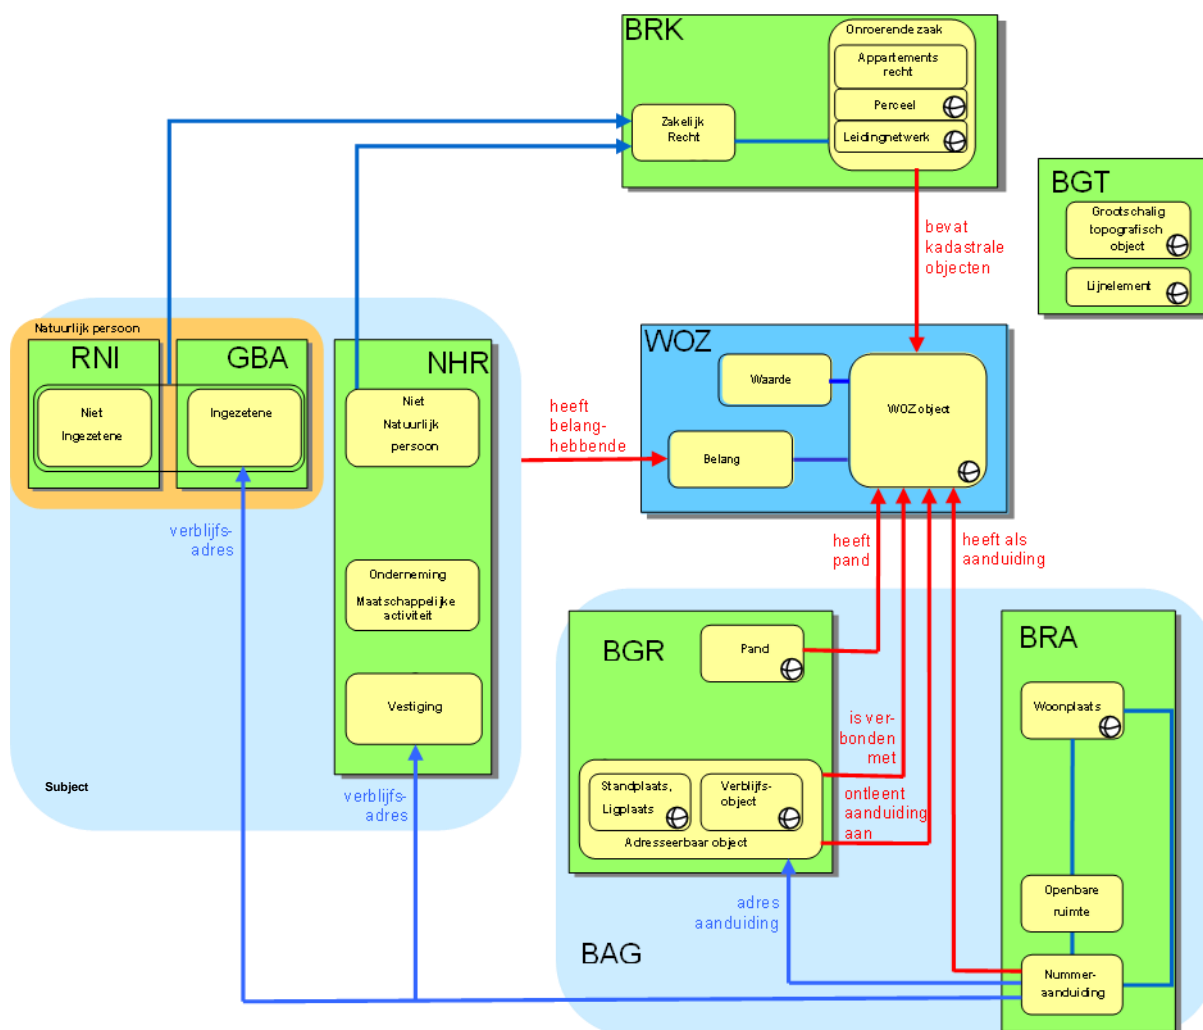 BRK
Onroerende zaak
Appartements
recht
Perceel
Leidingnetwerk
Zakelijk
Recht
BGT
Grootschalig
topografisch
object
Lijnelement
bevat
kadastrale
objecten
Natuurlijk persoon
RNI
GBA
NHR
Niet
Ingezetene
Ingezetene
Niet
Natuurlijk
persoon
heeft
belang-
hebbende
WOZ
Waarde
WOZ object
Belang
verblijfs-
adres
heeft
pand
heeft als
aanduiding
Onderneming
Maatschappelijke
activiteit
Vestiging
Subject
verblijfs-
adres
BGR
Pand
is ver-
bonden
met
Standplaats,
Ligplaats
Verblijfs-
object
Adresseerbaar object
ontleent
aanduiding
aan
BRA
Woonplaats
Openbare
ruimte
Nummer-
aanduiding
adres
aanduiding
BAG